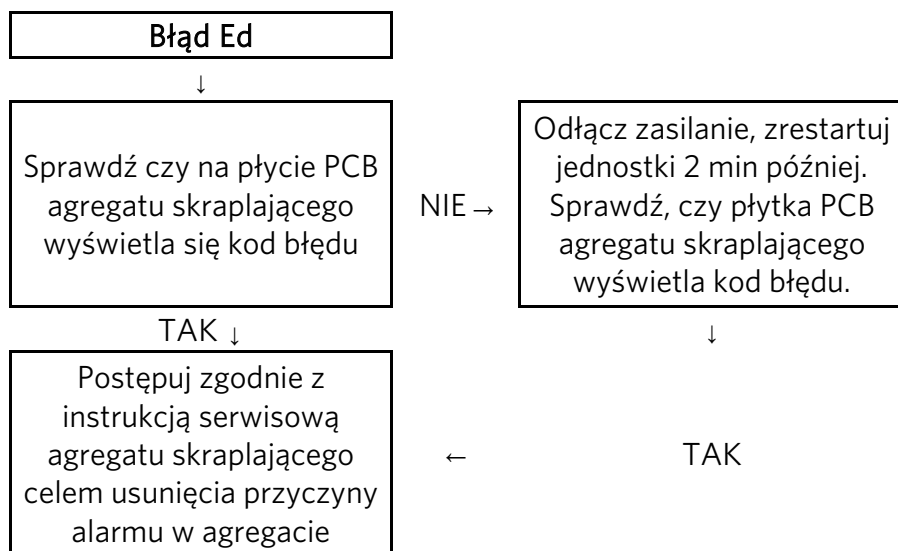 Błąd Ed
↓
Sprawdź czy na płycie PCB
agregatu skraplającego
wyświetla się kod błędu
NIE →
Odłącz zasilanie, zrestartuj
jednostki 2 min później.
Sprawdź, czy płytka PCB
agregatu skraplającego
wyświetla kod błędu.
TAK ↓
↓
Postępuj zgodnie z
instrukcją serwisową
agregatu skraplającego
celem usunięcia przyczyny
alarmu w agregacie
←
TAK